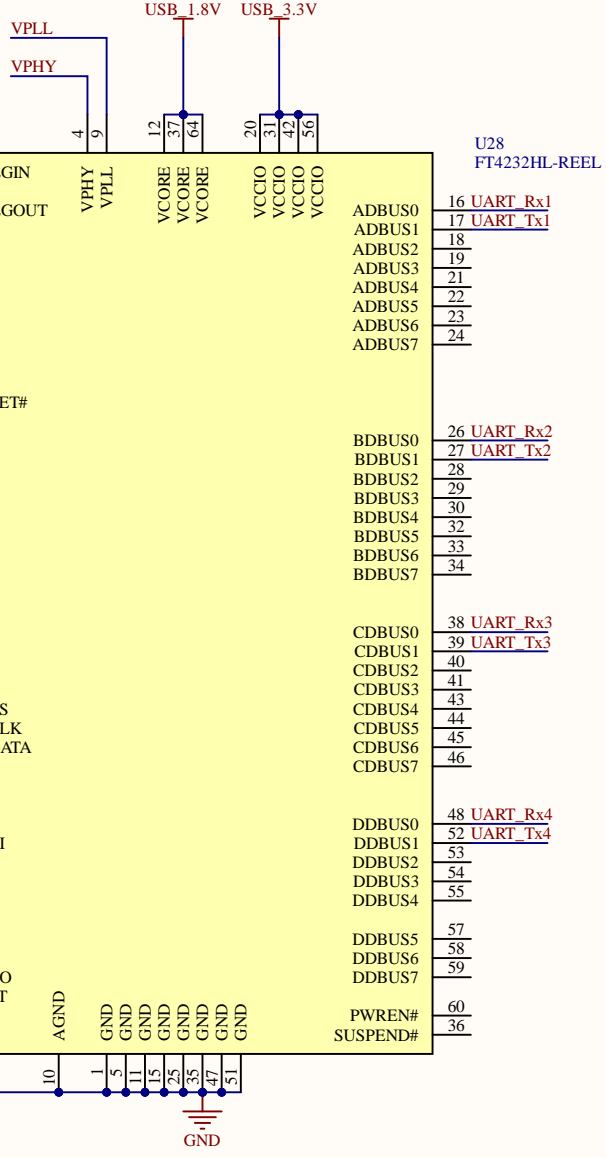 USB_1.8V USB_3.3V
VPLL
VPHY
4 9 12 37 64 20 31 42 56
U28
FT4232HL-REEL
VPHY VPLL VCORE VCORE VCORE VCCIO VCCIO VCCIO VCCIO
GIN
GOUT
ADBUS0 16 UART_Rx1
ADBUS1 17 UART_Tx1
ADBUS2 18
ADBUS3 19
ADBUS4 21
ADBUS5 22
ADBUS6 23
ADBUS7 24
ET#
BDBUS0 26 UART_Rx2
BDBUS1 27 UART_Tx2
BDBUS2 28
BDBUS3 29
BDBUS4 30
BDBUS5 32
BDBUS6 33
BDBUS7 34
CDBUS0 38 UART_Rx3
CDBUS1 39 UART_Tx3
CDBUS2 40
CDBUS3 41
S CDBUS4 43
LK CDBUS5 44
ATA CDBUS6 45
CDBUS7 46
DDBUS0 48 UART_Rx4
I DDBUS1 52 UART_Tx4
DDBUS2 53
DDBUS3 54
DDBUS4 55
DDBUS5 57
DDBUS6 58
O DDBUS7 59
T
PWREN# 60
SUSPEND# 36
AGND GND GND GND GND GND GND GND GND
10 1 5 11 15 25 35 47 51
GND